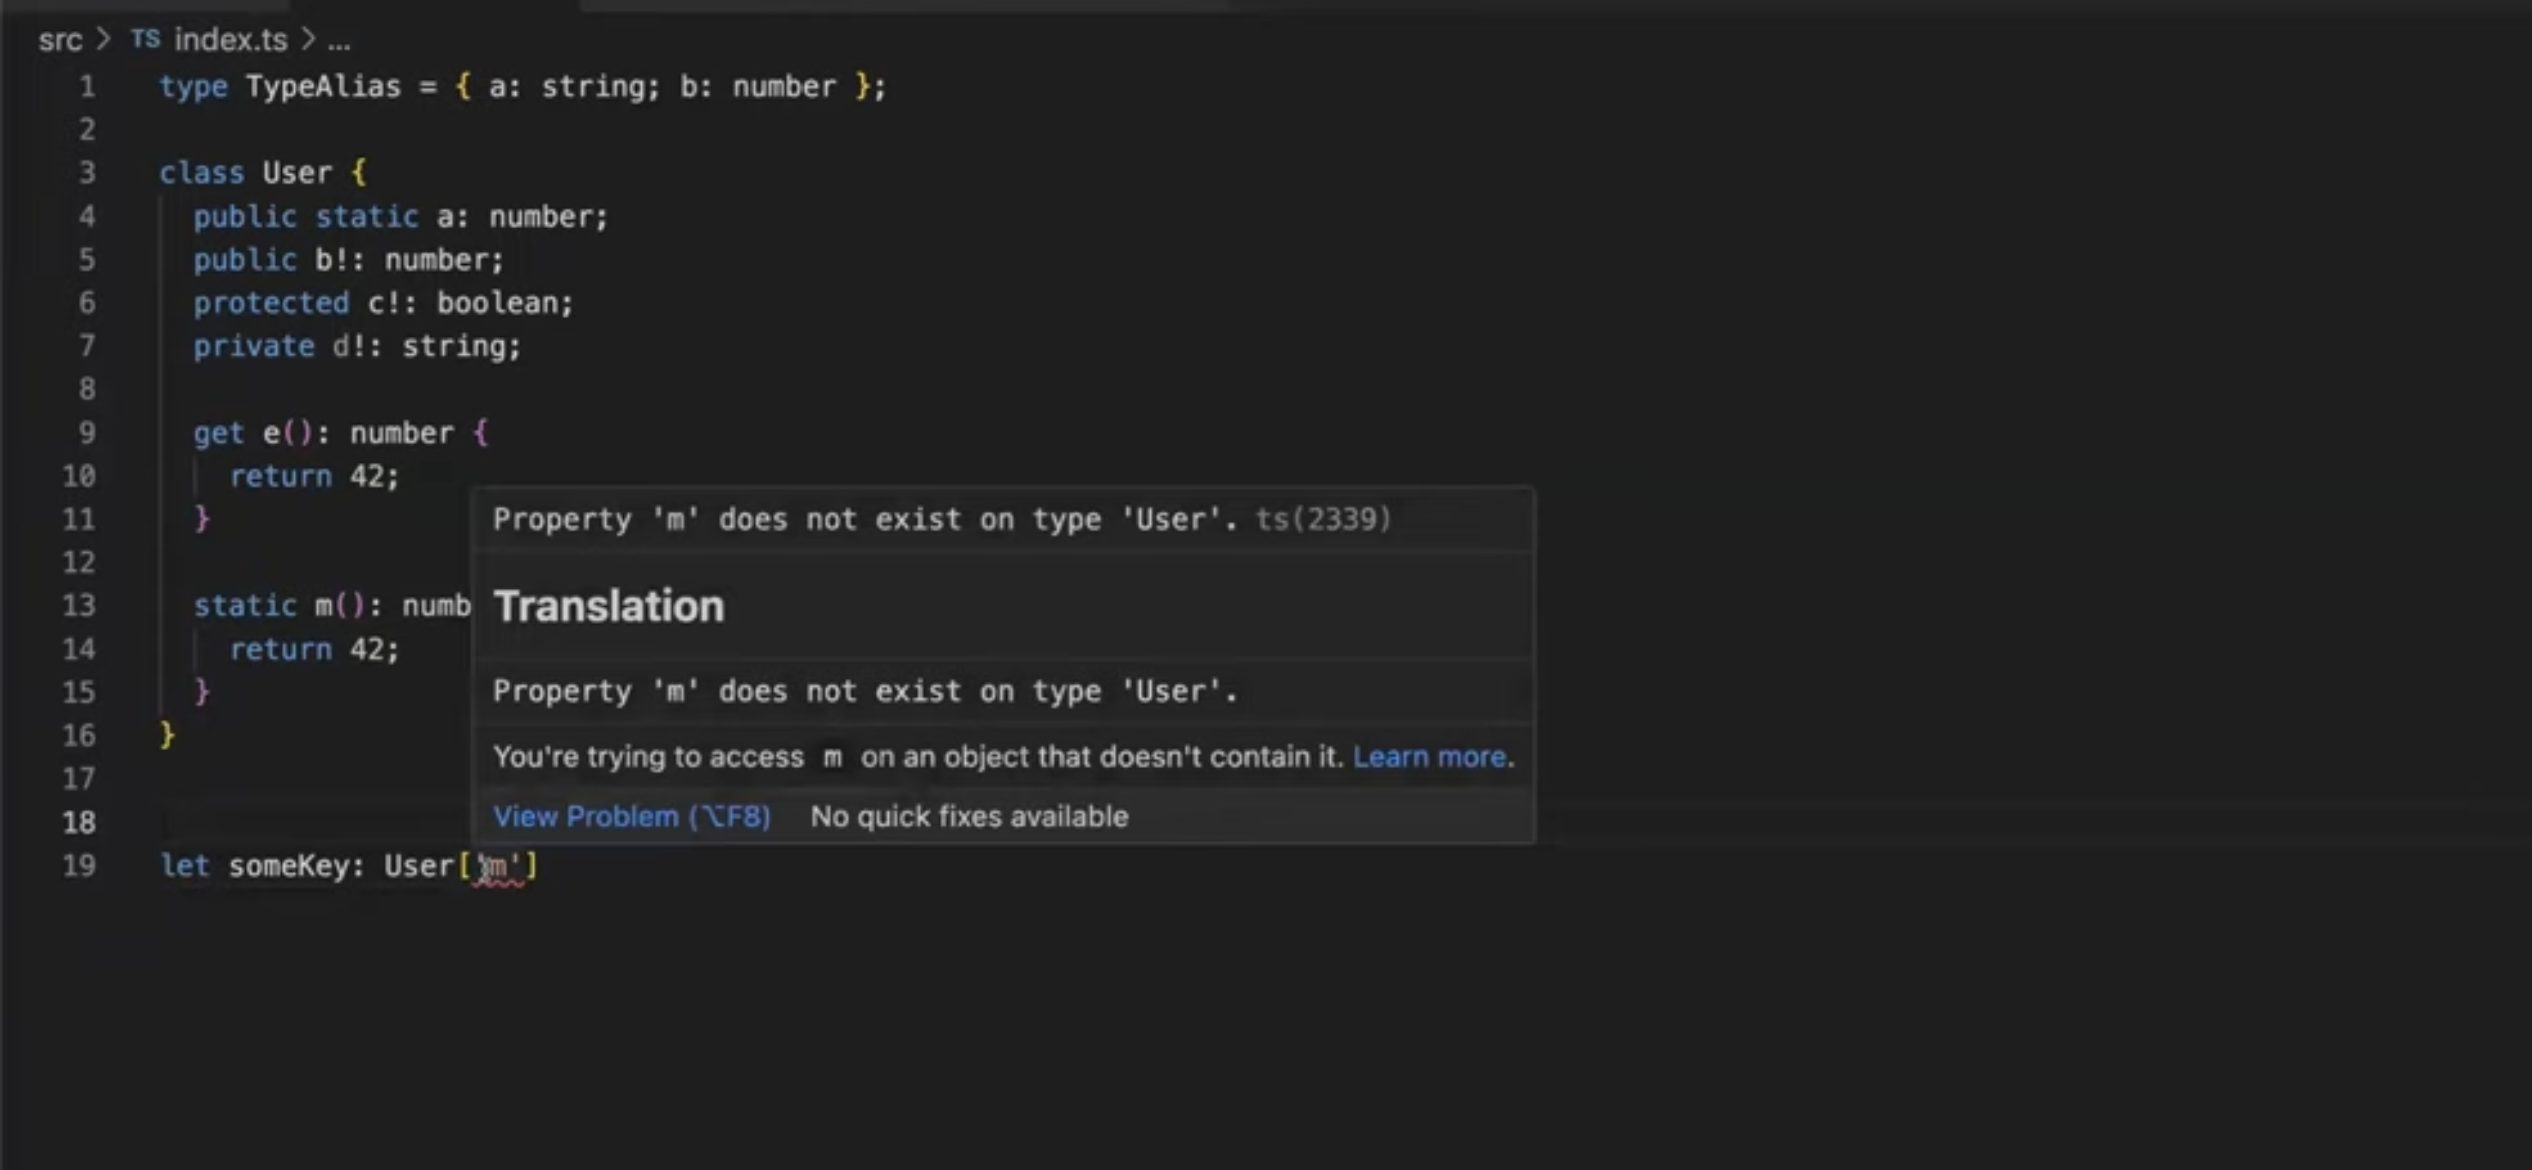 src > TS index.ts > ...
1 type TypeAlias = { a: string; b: number };
2
3 class User {
4 public static a: number;
5 public b!: number;
6 protected c!: boolean;
7 private d!: string;
8
9 get e(): number {
10 return 42;
11 }
12
13 static m(): numb
14 return 42;
15 }
16 }
17
18
19 let someKey: User['m']
Property 'm' does not exist on type 'User'. ts(2339)
Translation
Property 'm' does not exist on type 'User'.
You're trying to access m on an object that doesn't contain it. Learn more.
View Problem (⌥F8) No quick fixes available